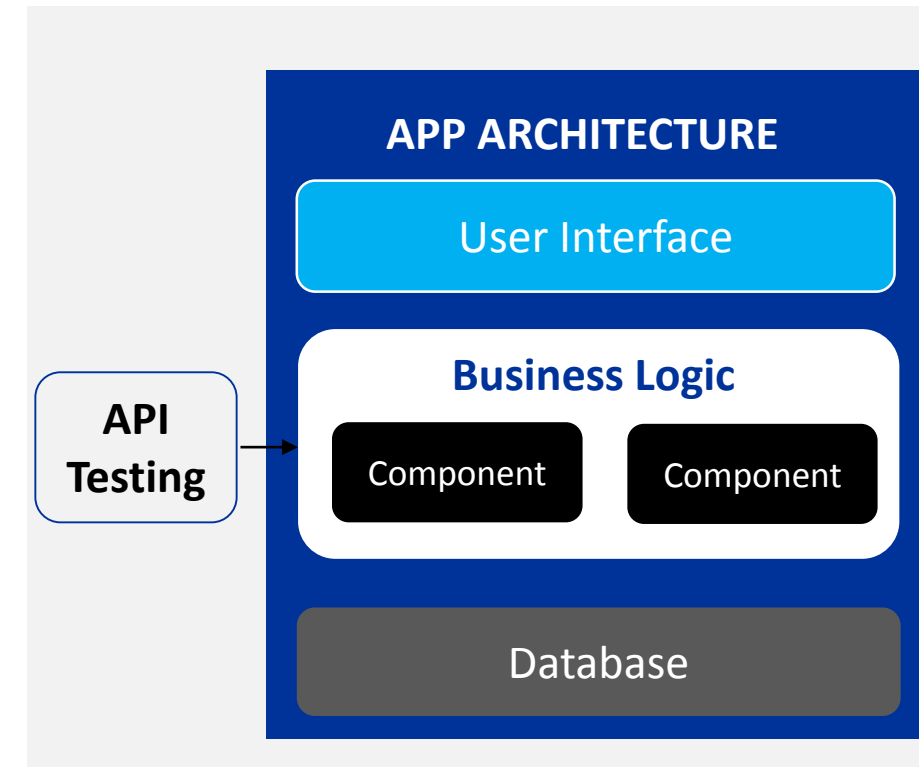 APP ARCHITECTURE
User Interface
Business Logic
API
Testing
Component
Component
Database